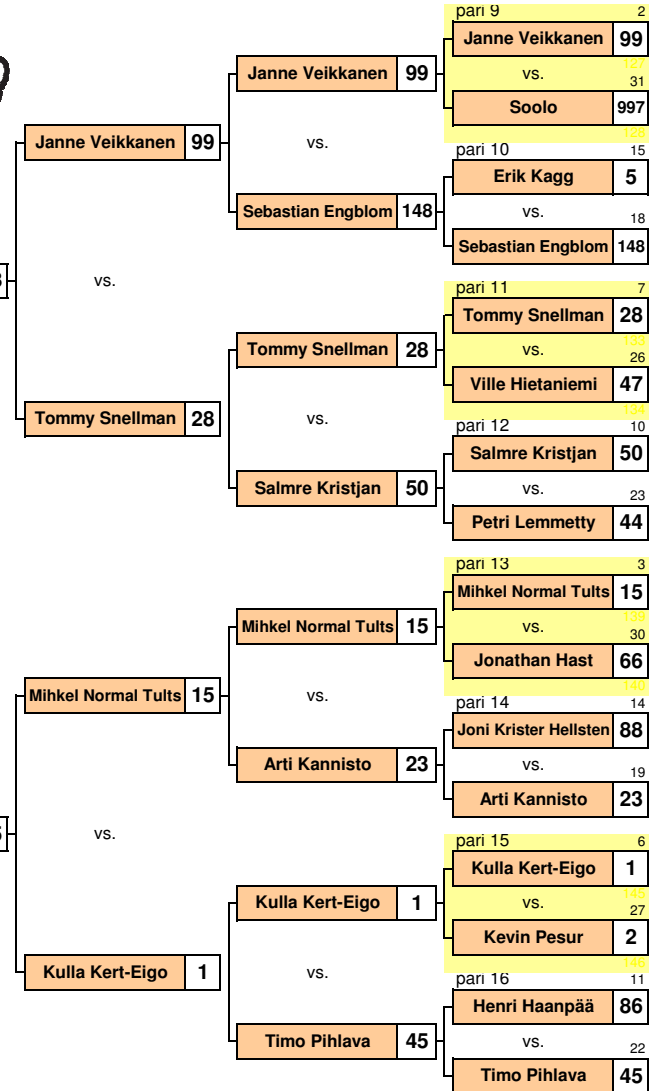 pari 9 2
Janne Veikkanen 99
127
vs. 31
Soolo 997
128
pari 10 15
Erik Kagg 5
vs. 18
Sebastian Engblom 148
pari 11 7
Tommy Snellman 28
133
vs. 26
Ville Hietaniemi 47
134
pari 12 10
Salmre Kristjan 50
vs. 23
Petri Lemmetty 44
pari 13 3
Mihkel Normal Tults 15
139
vs. 30
Jonathan Hast 66
140
pari 14 14
Joni Krister Hellsten 88
vs. 19
Arti Kannisto 23
pari 15 6
Kulla Kert-Eigo 1
145
vs. 27
Kevin Pesur 2
146
pari 16 11
Henri Haanpää 86
vs. 22
Timo Pihlava 45
Janne Veikkanen 99
vs.
Sebastian Engblom 148
Tommy Snellman 28
vs.
Salmre Kristjan 50
Mihkel Normal Tults 15
vs.
Arti Kannisto 23
Kulla Kert-Eigo 1
vs.
Timo Pihlava 45
Janne Veikkanen 99
vs.
Tommy Snellman 28
Mihkel Normal Tults 15
vs.
Kulla Kert-Eigo 1